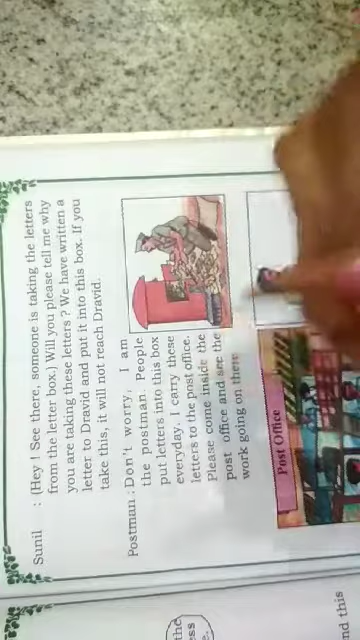 Sunil : (Hey ! See there, someone is taking the letters
from the letter box.) Will you please tell me why
you are taking these letters ? We have written a
letter to Dravid and put it into this box. If you
take this, it will not reach Dravid.
Postman : Don't worry, I am
the postman. People
put letters into this box
everyday. I carry these
letters to the post office.
Please come inside the
post office and see the
work going on there
Post Office
the
ess
e.
nd this